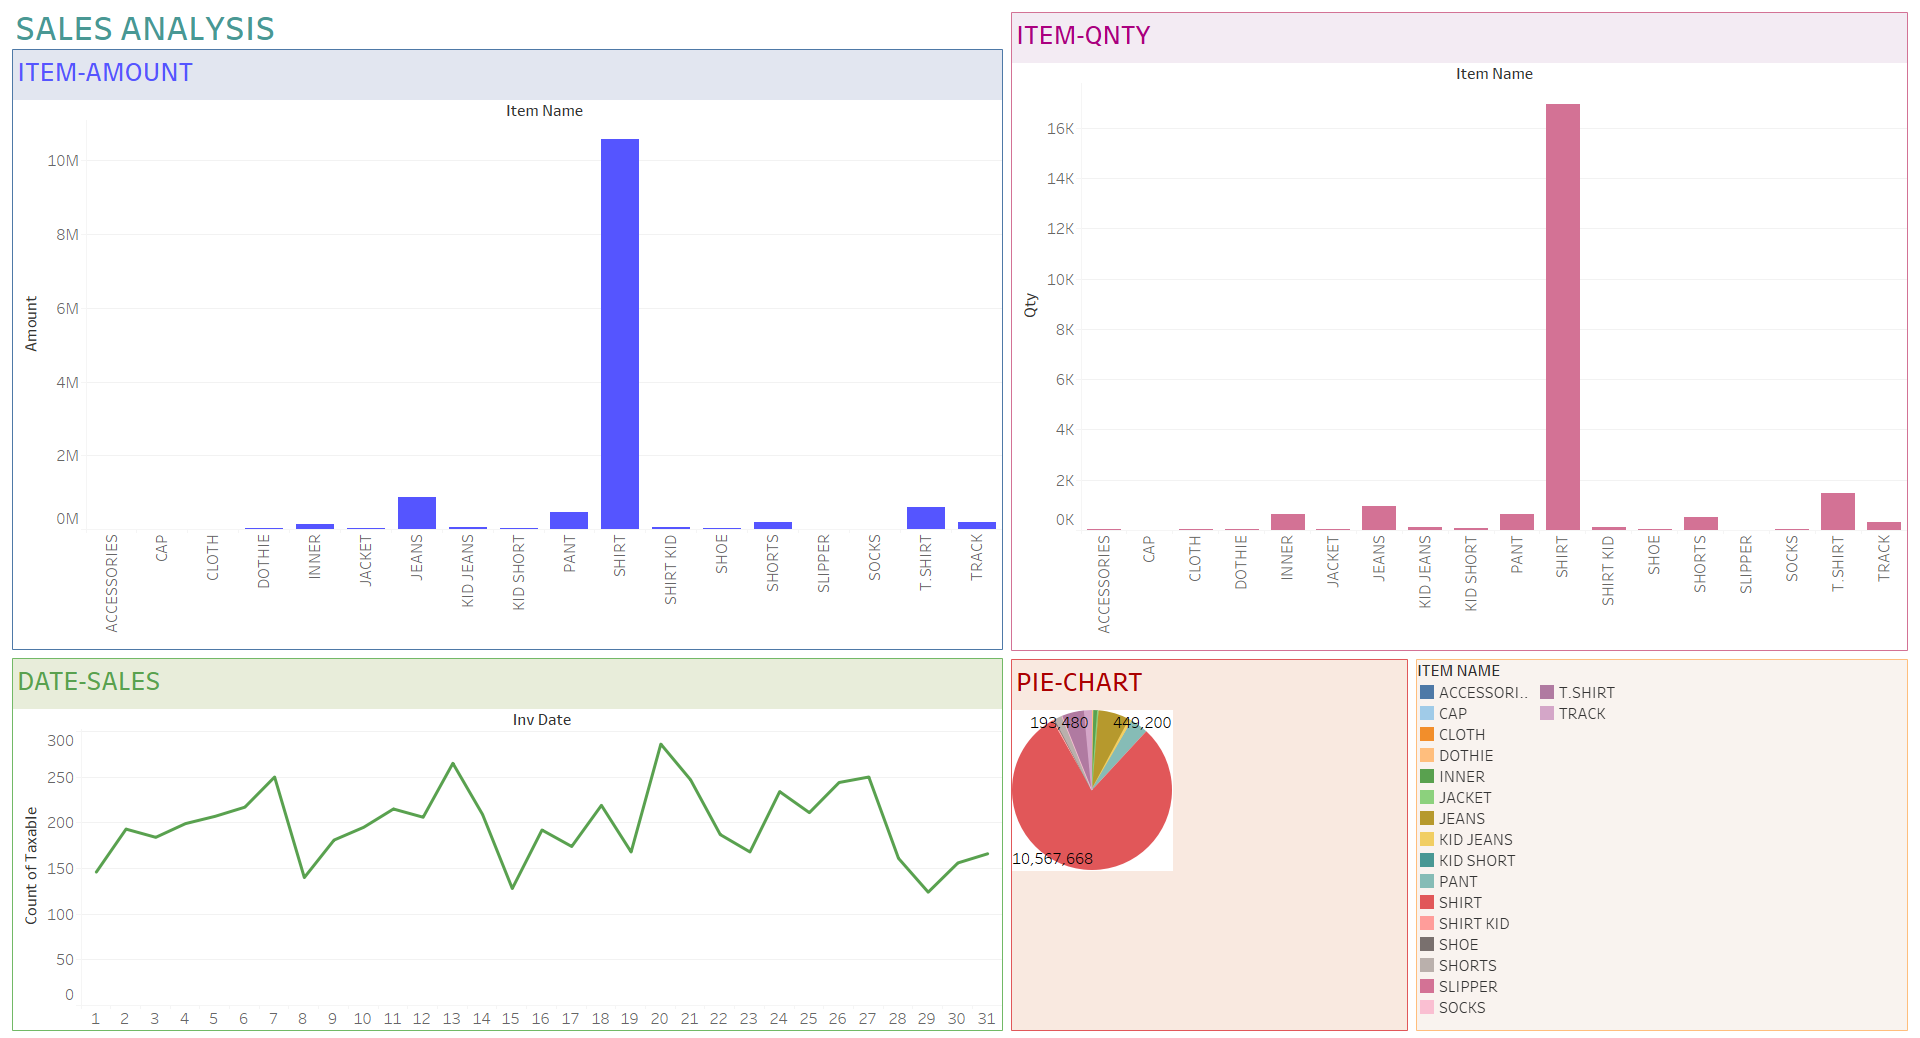 SALES ANALYSIS
ITEM-AMOUNT
Item Name
Amount
10M
8M
6M
4M
2M
0M
ACCESSORIES
CAP
CLOTH
DOTHIE
INNER
JACKET
JEANS
KID JEANS
KID SHORT
PANT
SHIRT
SHIRT KID
SHOE
SHORTS
SLIPPER
SOCKS
T.SHIRT
TRACK
ITEM-QNTY
Item Name
Qty
16K
14K
12K
10K
8K
6K
4K
2K
0K
ACCESSORIES
CAP
CLOTH
DOTHIE
INNER
JACKET
JEANS
KID JEANS
KID SHORT
PANT
SHIRT
SHIRT KID
SHOE
SHORTS
SLIPPER
SOCKS
T.SHIRT
TRACK
DATE-SALES
Inv Date
Count of Taxable
300
250
200
150
100
50
0
1 2 3 4 5 6 7 8 9 10 11 12 13 14 15 16 17 18 19 20 21 22 23 24 25 26 27 28 29 30 31
PIE-CHART
193,480 449,200
10,567,668
ITEM NAME
ACCESSORI..
CAP
CLOTH
DOTHIE
INNER
JACKET
JEANS
KID JEANS
KID SHORT
PANT
SHIRT
SHIRT KID
SHOE
SHORTS
SLIPPER
SOCKS
T.SHIRT
TRACK